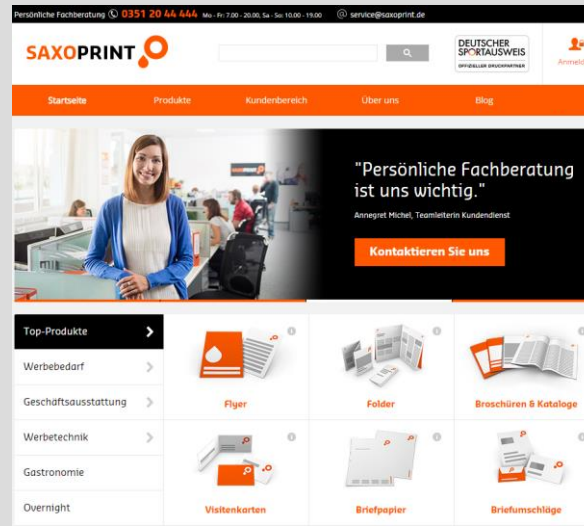 Persönliche Fachberatung 0351 20 44 444 Mo - Fr: 7.00 - 20.00, Sa - So: 10.00 - 19.00 @ service@saxoprint.de
SAXOPRINT
DEUTSCHER
SPORTAUSWEIS
OFFIZIELLER DRUCKPARTNER
Anmeld
Startseite Produkte Kundenbereich Über uns Blog
"Persönliche Fachberatung
ist uns wichtig."
Annegret Michel, Teamleiterin Kundendienst
Kontaktieren Sie uns
Top-Produkte
Werbebedarf
Geschäftsausstattung
Werbetechnik
Gastronomie
Overnight
Flyer Folder Broschüren & Kataloge
Visitenkarten Briefpapier Briefumschläge